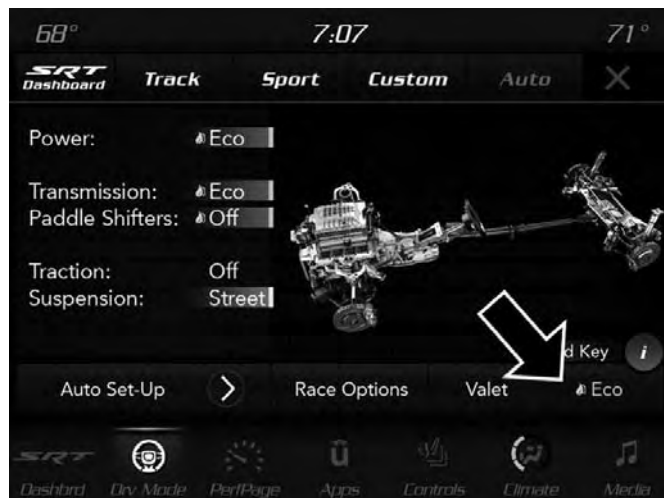 68° 7:07 71°
SRT Dashboard Track Sport Custom Auto X
Power: Eco
Transmission: Eco
Paddle Shifters: Off
Traction: Off
Suspension: Street
d Key i
Auto Set-Up > Race Options Valet Eco
SRT
Dashbrd Drv Mode PerfPage Apps Controls Climate Media